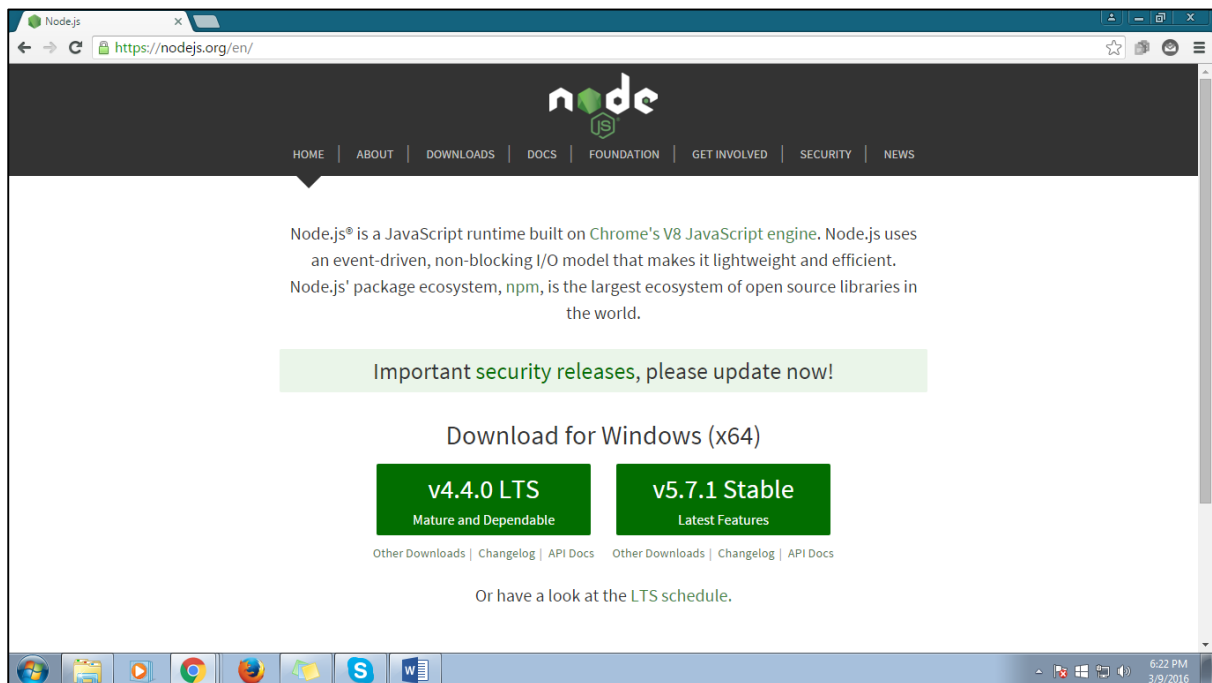 Node.js
https://nodejs.org/en/
node
JS
HOME | ABOUT | DOWNLOADS | DOCS | FOUNDATION | GET INVOLVED | SECURITY | NEWS
Node.js® is a JavaScript runtime built on Chrome's V8 JavaScript engine. Node.js uses
an event-driven, non-blocking I/O model that makes it lightweight and efficient.
Node.js' package ecosystem, npm, is the largest ecosystem of open source libraries in
the world.
Important security releases, please update now!
Download for Windows (x64)
v4.4.0 LTS
Mature and Dependable
v5.7.1 Stable
Latest Features
Other Downloads | Changelog | API Docs
Other Downloads | Changelog | API Docs
Or have a look at the LTS schedule.
S
W
6:22 PM
3/9/2016